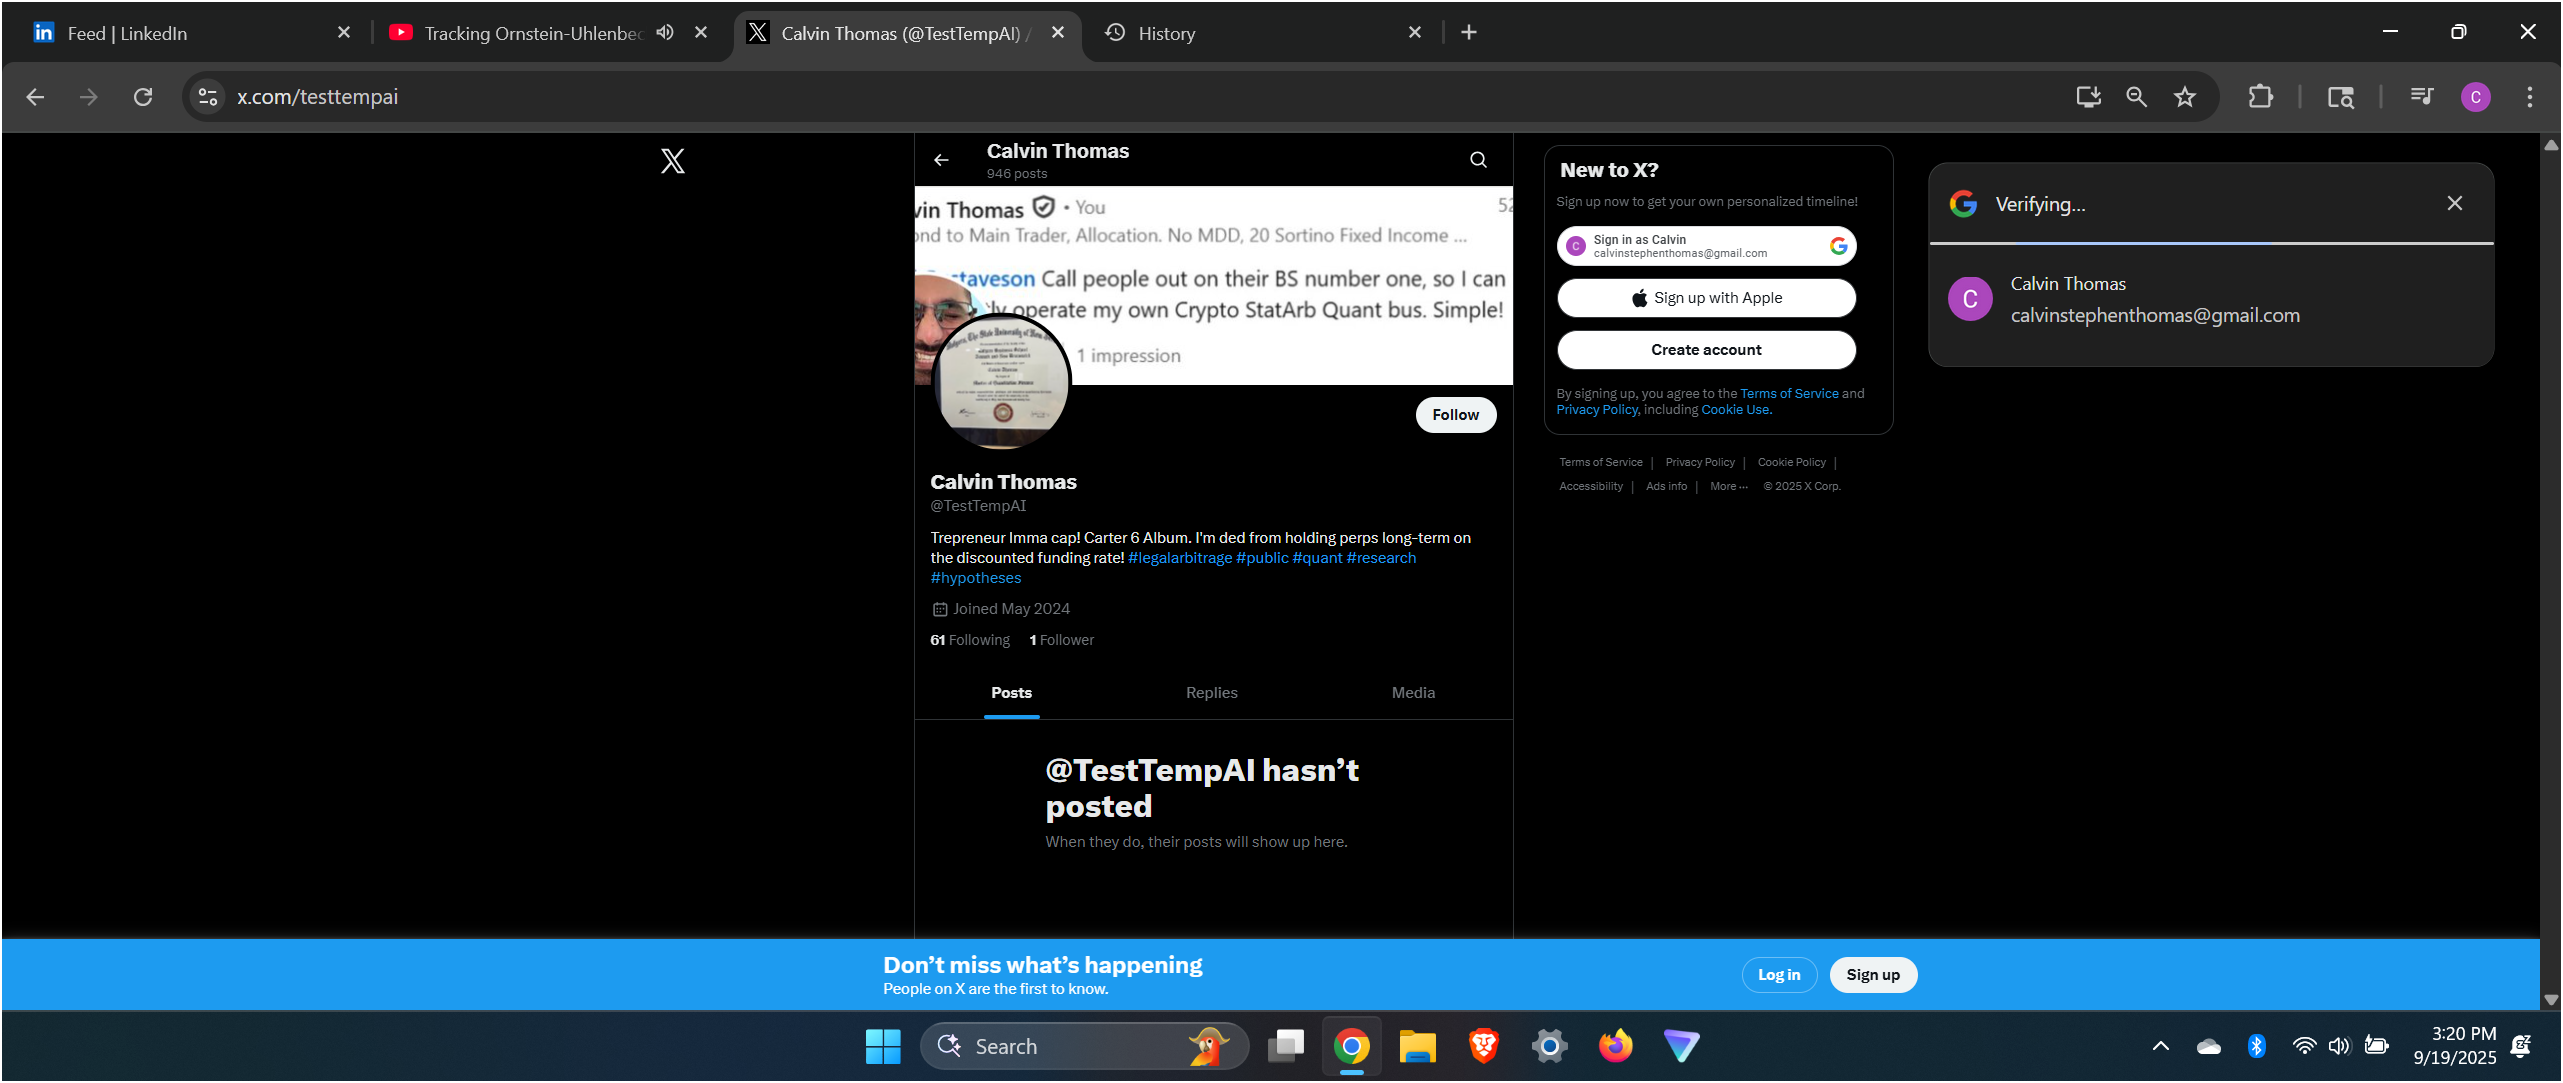 Feed | LinkedIn
Tracking Ornstein-Uhlenbec
Calvin Thomas (@TestTempAI) /
History
x.com/testtempai
C
Calvin Thomas
946 posts
vin Thomas • You
52
ond to Main Trader, Allocation. No MDD, 20 Sortino Fixed Income ...
staveson Call people out on their BS number one, so I can
ly operate my own Crypto StatArb Quant bus. Simple!
1 impression
Follow
Calvin Thomas
@TestTempAI
Trepreneur Imma cap! Carter 6 Album. I'm ded from holding perps long-term on
the discounted funding rate! #legalarbitrage #public #quant #research
#hypotheses
Joined May 2024
61 Following 1 Follower
Posts
Replies
Media
@TestTempAI hasn't
posted
When they do, their posts will show up here.
New to X?
Sign up now to get your own personalized timeline!
C
Sign in as Calvin
calvinstephenthomas@gmail.com
Sign up with Apple
Create account
By signing up, you agree to the Terms of Service and
Privacy Policy, including Cookie Use.
Terms of Service | Privacy Policy | Cookie Policy |
Accessibility | Ads info | More ... © 2025 X Corp.
Verifying...
C
Calvin Thomas
calvinstephenthomas@gmail.com
Don't miss what's happening
People on X are the first to know.
Log in
Sign up
Search
3:20 PM
9/19/2025